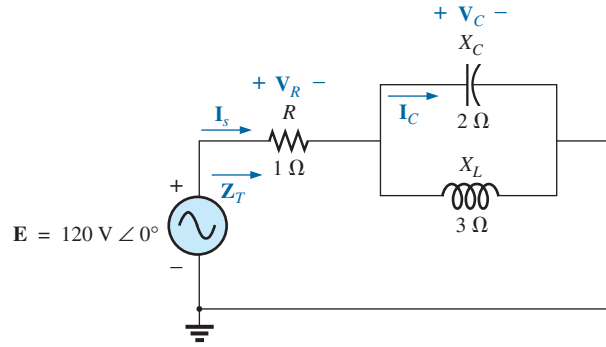 + V_C −
X_C
+ V_R −
I_s
R
I_C
2 Ω
1 Ω
X_L
Z_T
+
3 Ω
E = 120 V ∠ 0°
−